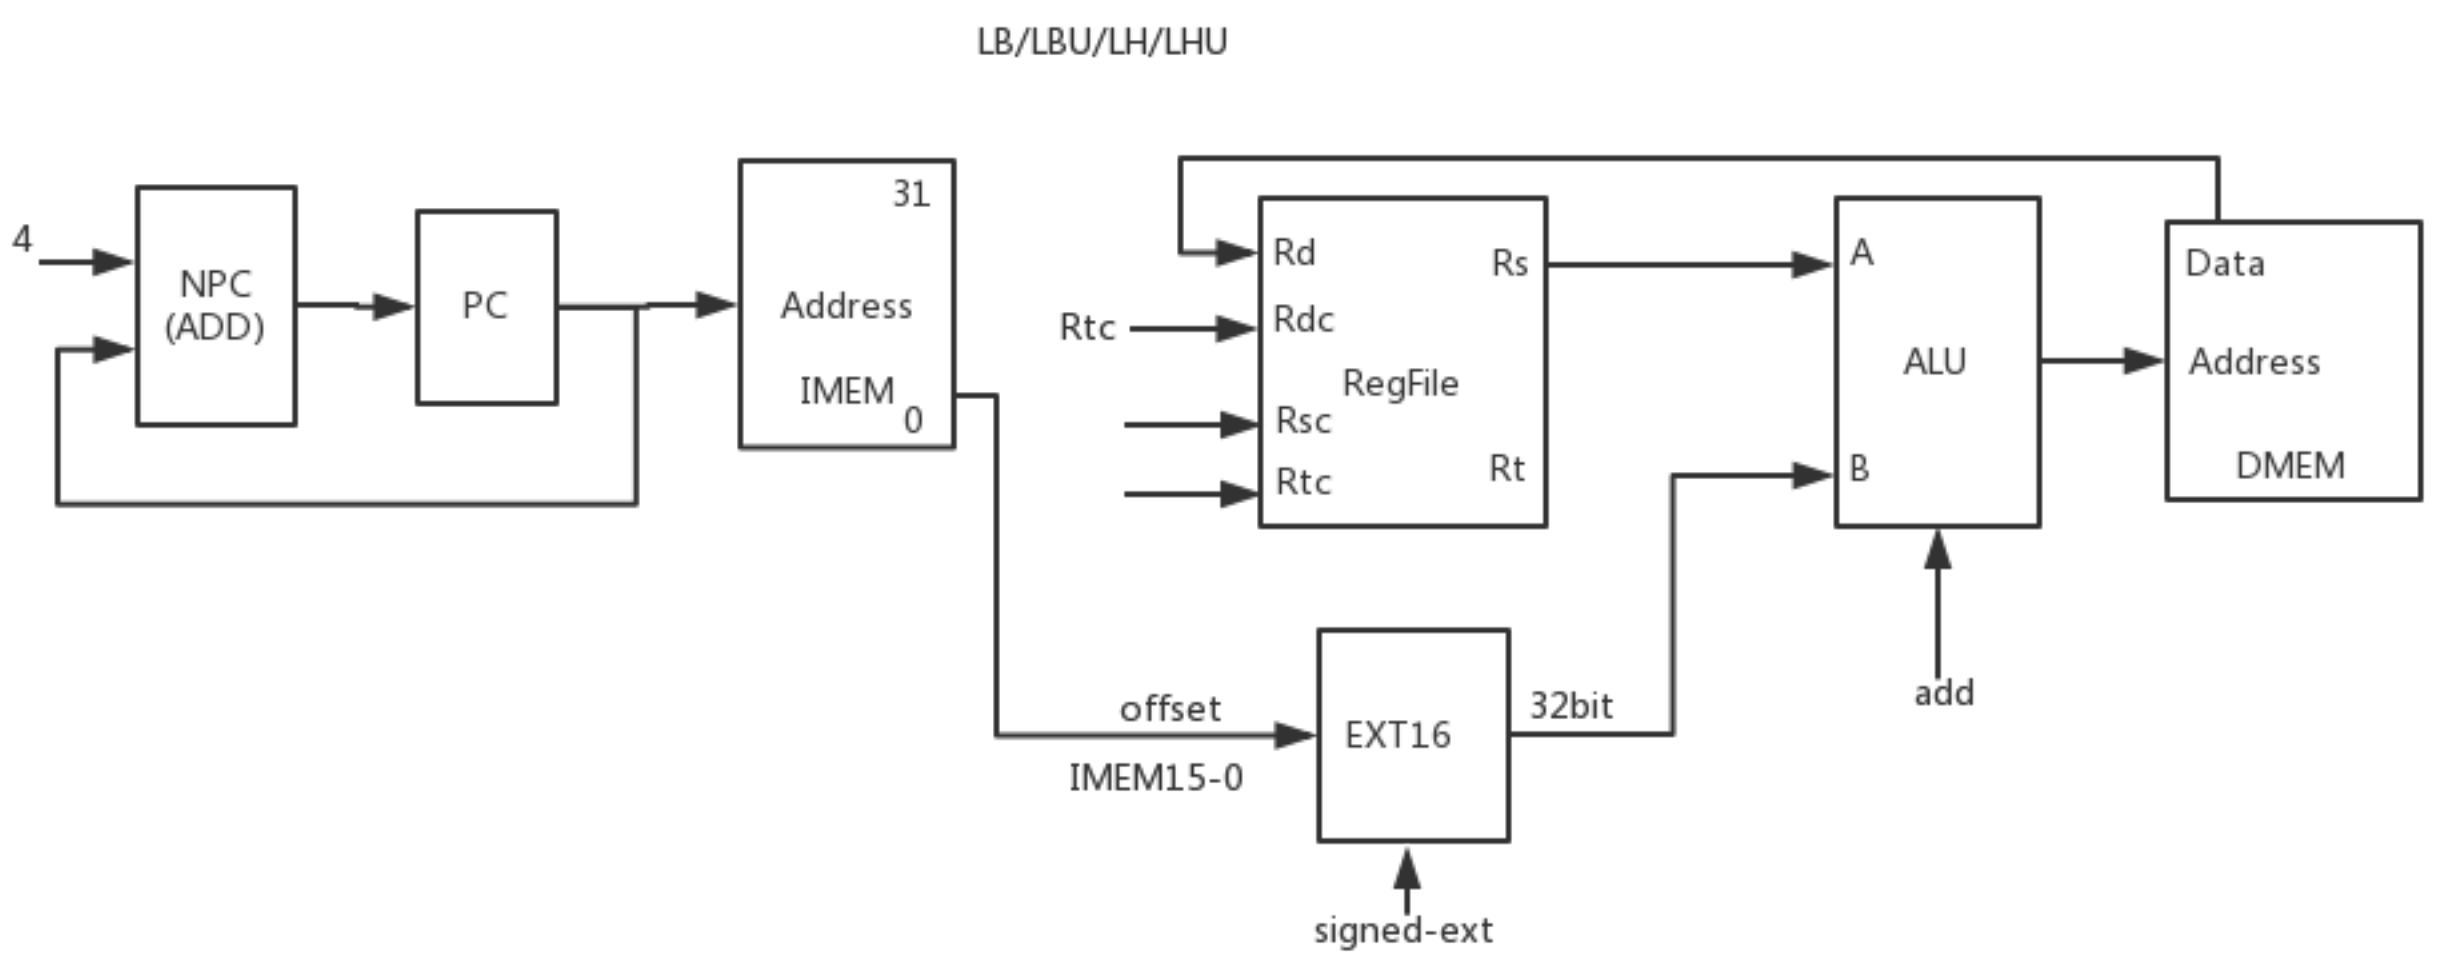 LB/LBU/LH/LHU
4
NPC
(ADD)
PC
31
Address
IMEM
0
Rtc
Rd
Rdc
RegFile
Rsc
Rtc
Rs
Rt
A
ALU
B
add
Data
Address
DMEM
offset
IMEM15-0
EXT16
32bit
signed-ext